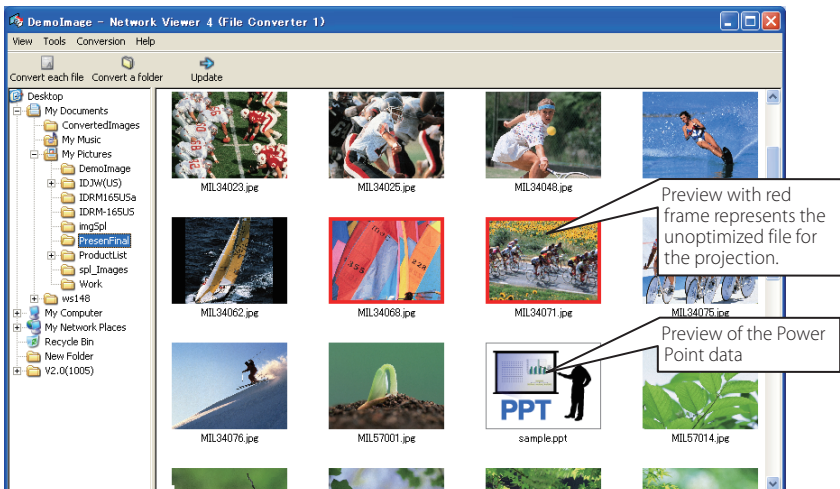 DemoImage - Network Viewer 4 (File Converter 1)
View Tools Conversion Help
Convert each file Convert a folder Update
Desktop
My Documents
ConvertedImages
My Music
My Pictures
DemoImage
IDJW(US)
IDRM165USa
IDRM-165US
imgSpl
PresenFinal
ProductList
spl_Images
Work
ws148
My Computer
My Network Places
Recycle Bin
New Folder
V2.0(1005)
MIL34023.jpg
MIL34025.jpg
MIL34048.jpg
Preview with red
frame represents the
unoptimized file for
the projection.
MIL34062.jpg
MIL34068.jpg
MIL34071.jpg
MIL34075.jpg
Preview of the Power
Point data
PPT
MIL34076.jpg
MIL57001.jpg
sample.ppt
MIL57014.jpg